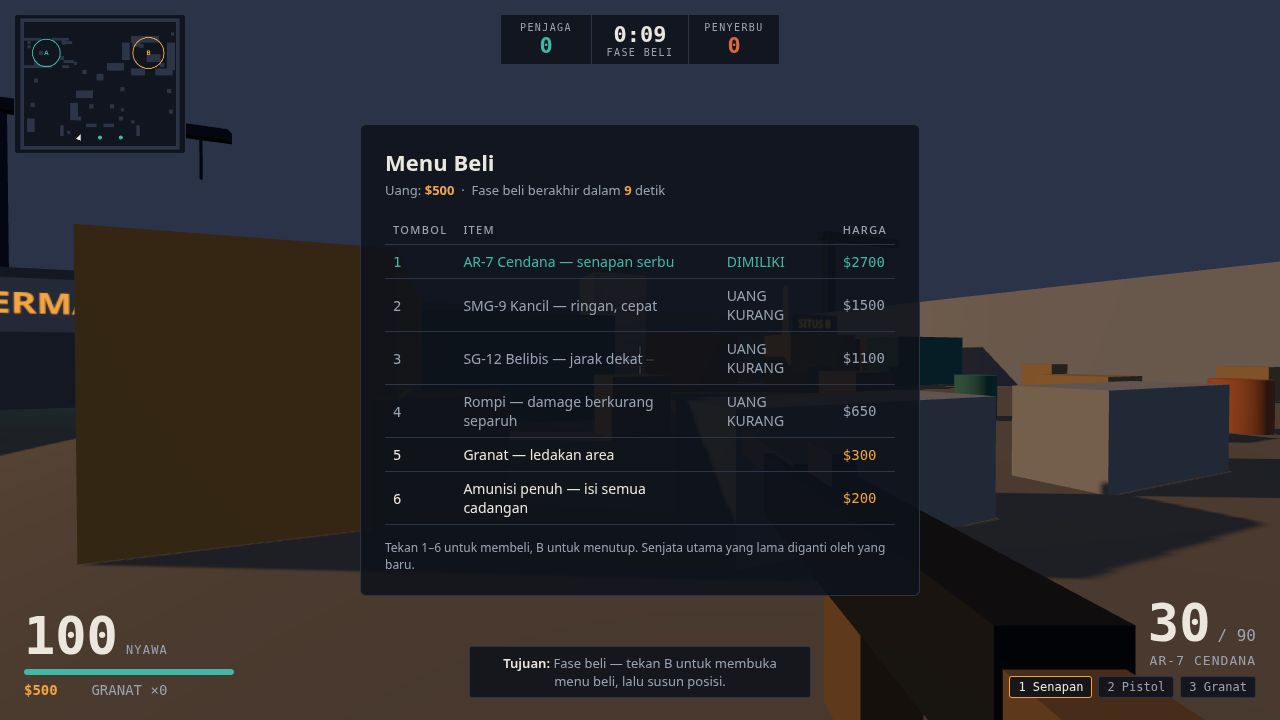 A
B
PENJAGA
0
0:09
FASE BELI
PENYERBU
0
Menu Beli
Uang: $500 · Fase beli berakhir dalam 9 detik
TOMBOL ITEM HARGA
1 AR-7 Cendana — senapan serbu DIMILIKI $2700
2 SMG-9 Kancil — ringan, cepat UANG KURANG $1500
3 SG-12 Belibis — jarak dekat UANG KURANG $1100
4 Rompi — damage berkurang separuh UANG KURANG $650
5 Granat — ledakan area $300
6 Amunisi penuh — isi semua cadangan $200
Tekan 1–6 untuk membeli, B untuk menutup. Senjata utama yang lama diganti oleh yang
baru.
SITUS B
100 NYAWA
$500 GRANAT ×0
Tujuan: Fase beli — tekan B untuk membuka
menu beli, lalu susun posisi.
30 / 90
AR-7 CENDANA
1 Senapan 2 Pistol 3 Granat